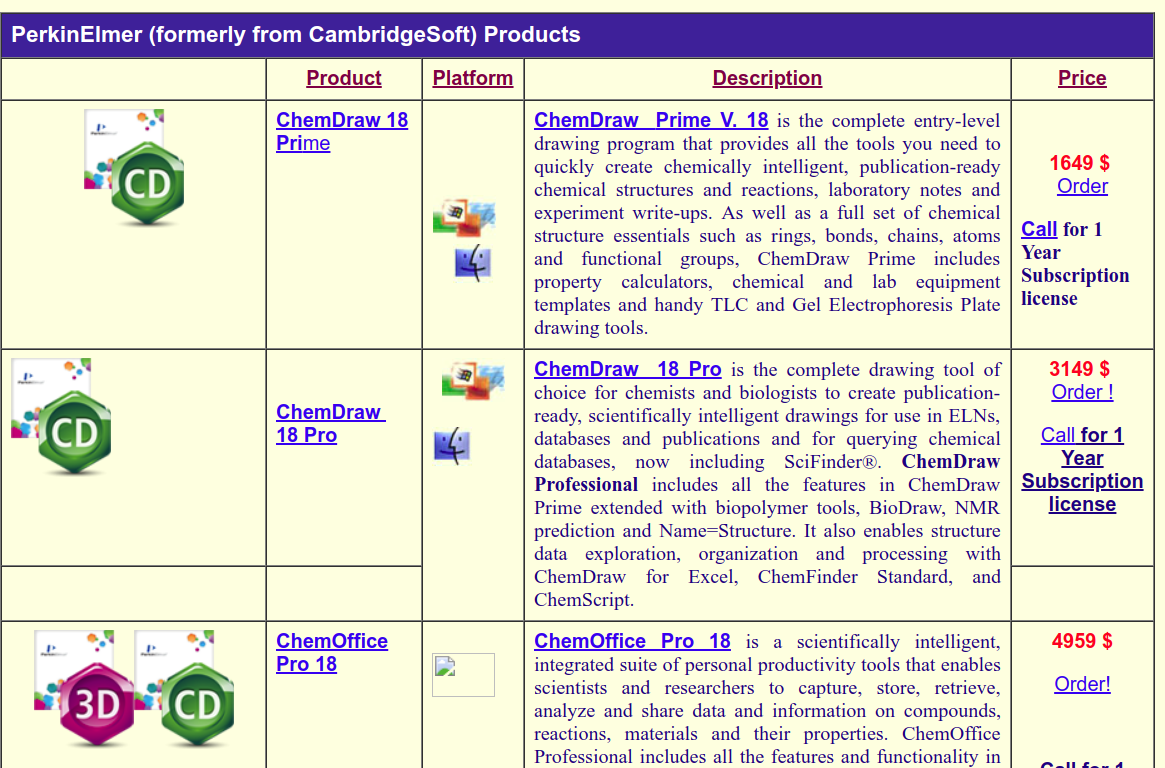 PerkinElmer (formerly from CambridgeSoft) Products
Product
Platform
Description
Price
CD
ChemDraw 18
Prime
ChemDraw Prime V. 18 is the complete entry-level
drawing program that provides all the tools you need to
quickly create chemically intelligent, publication-ready
chemical structures and reactions, laboratory notes and
experiment write-ups. As well as a full set of chemical
structure essentials such as rings, bonds, chains, atoms
and functional groups, ChemDraw Prime includes
property calculators, chemical and lab equipment
templates and handy TLC and Gel Electrophoresis Plate
drawing tools.
1649 $
Order
Call for 1
Year
Subscription
license
CD
ChemDraw
18 Pro
ChemDraw 18 Pro is the complete drawing tool of
choice for chemists and biologists to create publication-
ready, scientifically intelligent drawings for use in ELNs,
databases and publications and for querying chemical
databases, now including SciFinder®. ChemDraw
Professional includes all the features in ChemDraw
Prime extended with biopolymer tools, BioDraw, NMR
prediction and Name=Structure. It also enables structure
data exploration, organization and processing with
ChemDraw for Excel, ChemFinder Standard, and
ChemScript.
3149 $
Order !
Call for 1
Year
Subscription
license
3D
CD
ChemOffice
Pro 18
ChemOffice Pro 18 is a scientifically intelligent,
integrated suite of personal productivity tools that enables
scientists and researchers to capture, store, retrieve,
analyze and share data and information on compounds,
reactions, materials and their properties. ChemOffice
Professional includes all the features and functionality in
4959 $
Order!
Call for 1